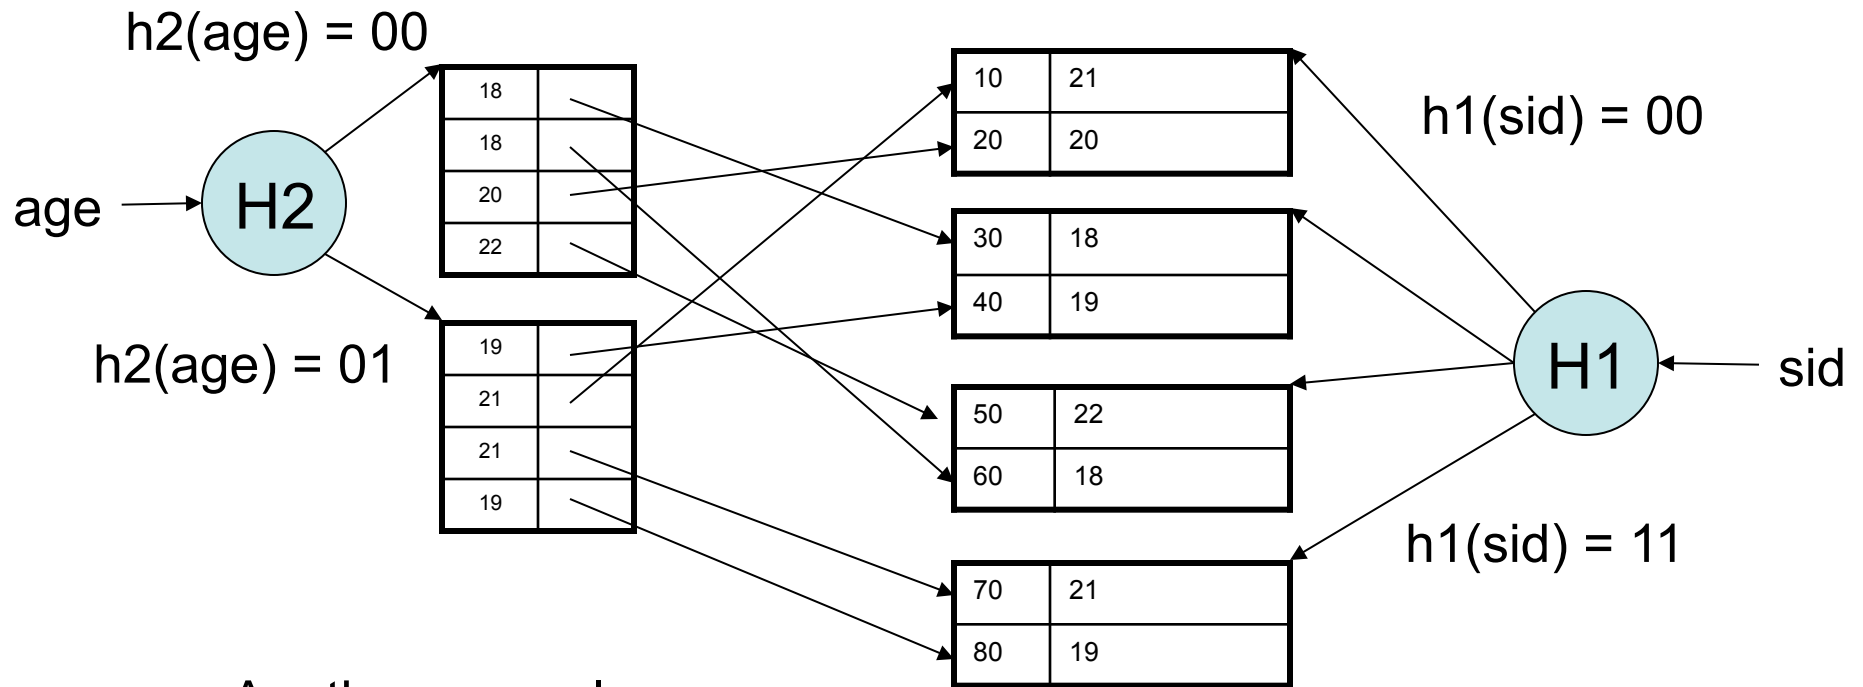 h2(age) = 00
18
18
20
22
age
H2
h2(age) = 01
19
21
21
19
10 21
20 20
30 18
40 19
50 22
60 18
70 21
80 19
h1(sid) = 00
H1
sid
h1(sid) = 11